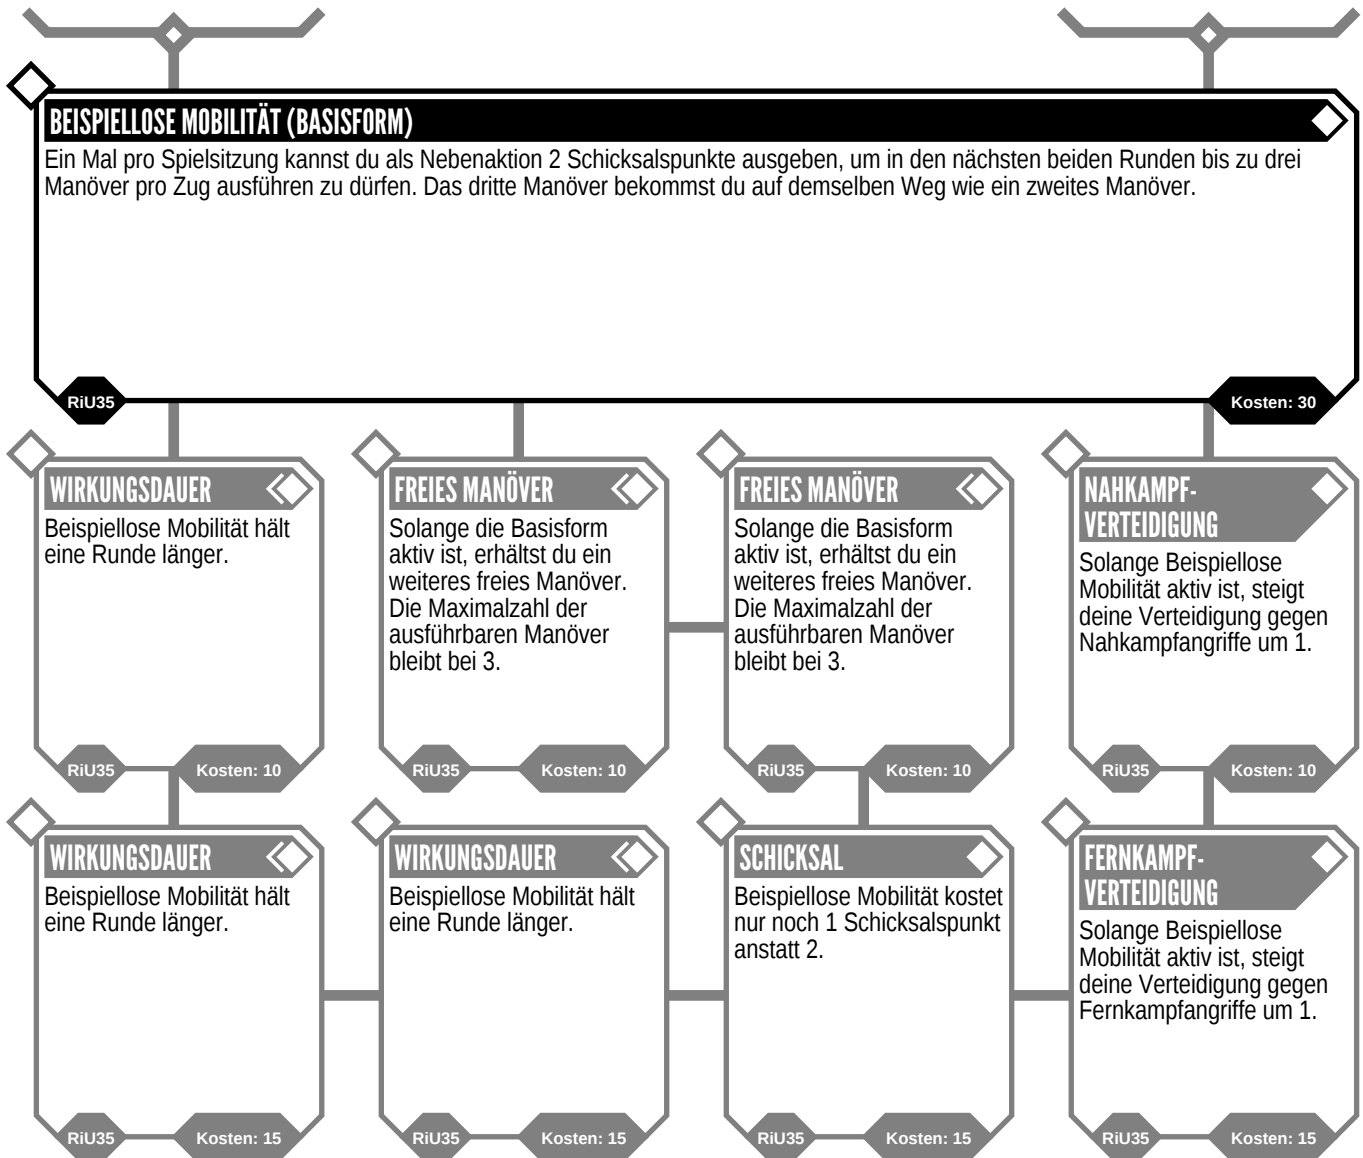 BEISPIELLOSE MOBILITÄT (BASISFORM)
Ein Mal pro Spielsitzung kannst du als Nebenaktion 2 Schicksalspunkte ausgeben, um in den nächsten beiden Runden bis zu drei
Manöver pro Zug ausführen zu dürfen. Das dritte Manöver bekommst du auf demselben Weg wie ein zweites Manöver.
RiU35
Kosten: 30
WIRKUNGSDAUER
Beispiellose Mobilität hält
eine Runde länger.
RiU35
Kosten: 10
FREIES MANÖVER
Solange die Basisform
aktiv ist, erhältst du ein
weiteres freies Manöver.
Die Maximalzahl der
ausführbaren Manöver
bleibt bei 3.
RiU35
Kosten: 10
FREIES MANÖVER
Solange die Basisform
aktiv ist, erhältst du ein
weiteres freies Manöver.
Die Maximalzahl der
ausführbaren Manöver
bleibt bei 3.
RiU35
Kosten: 10
NAHKAMPF-
VERTEIDIGUNG
Solange Beispiellose
Mobilität aktiv ist, steigt
deine Verteidigung gegen
Nahkampfangriffe um 1.
RiU35
Kosten: 10
WIRKUNGSDAUER
Beispiellose Mobilität hält
eine Runde länger.
RiU35
Kosten: 15
WIRKUNGSDAUER
Beispiellose Mobilität hält
eine Runde länger.
RiU35
Kosten: 15
SCHICKSAL
Beispiellose Mobilität kostet
nur noch 1 Schicksalspunkt
anstatt 2.
RiU35
Kosten: 15
FERNKAMPF-
VERTEIDIGUNG
Solange Beispiellose
Mobilität aktiv ist, steigt
deine Verteidigung gegen
Fernkampfangriffe um 1.
RiU35
Kosten: 15